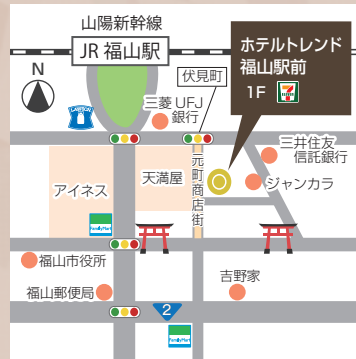 山陽新幹線
JR 福山駅
N
伏見町
ホテルトレンド
福山駅前
1F
LAWSON
三菱 UFJ
銀行
三井住友
信託銀行
アイネス
天満屋
元町商店街
ジャンカラ
FamilyMart
福山市役所
福山郵便局
吉野家
2
FamilyMart